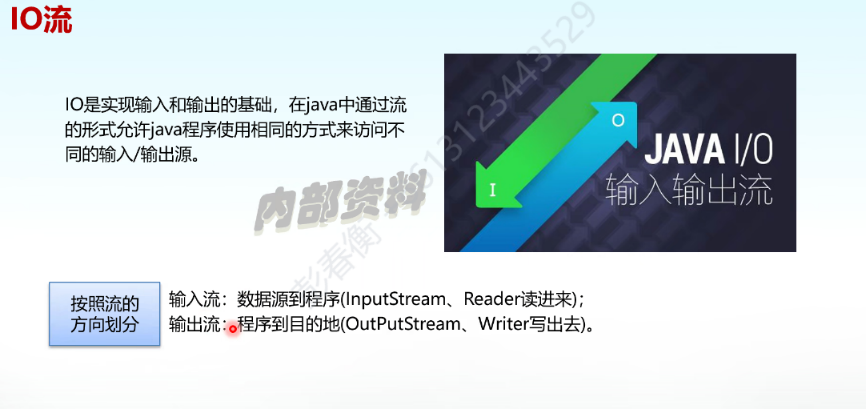 IO流
IO是实现输入和输出的基础，在java中通过流
的形式允许java程序使用相同的方式来访问不
同的输入/输出源。
I
O
JAVA I/O
输入输出流
内部资料
彭春衡
613123443529
按照流的
方向划分
输入流：数据源到程序(InputStream、Reader读进来)；
输出流：程序到目的地(OutPutStream、Writer写出去)。